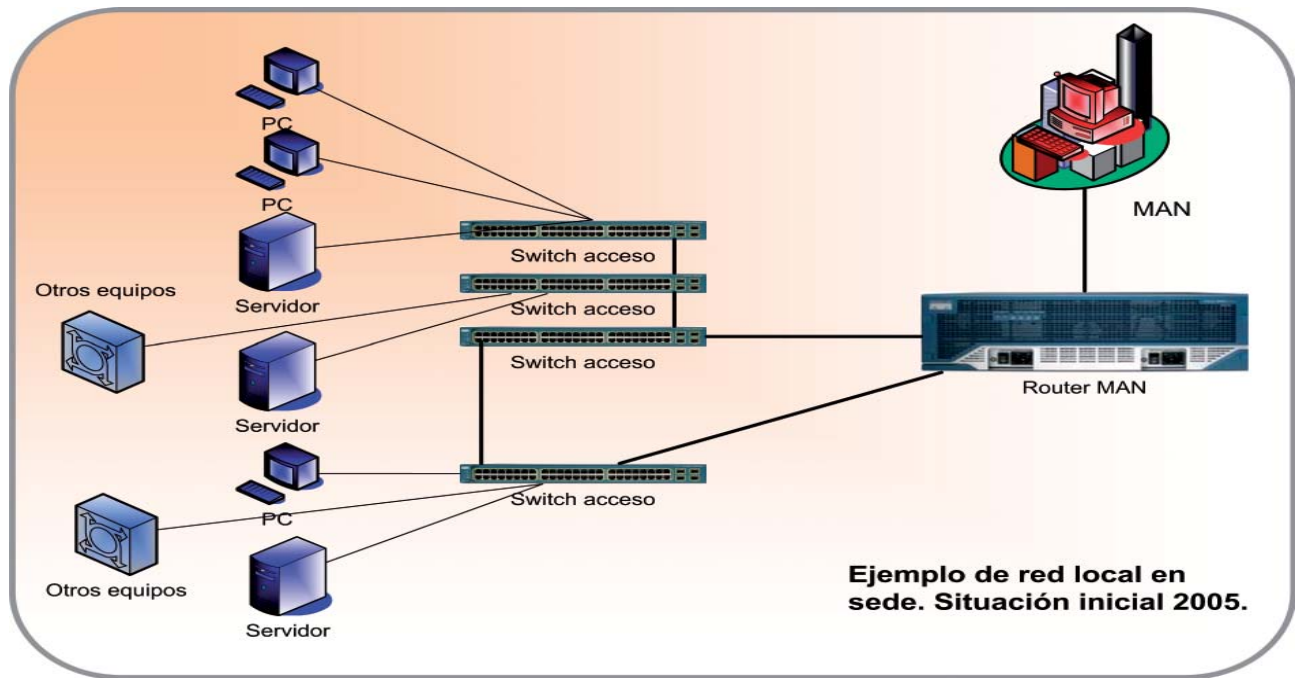 PC
PC
MAN
Switch acceso
Otros equipos
Servidor
Switch acceso
Switch acceso
Router MAN
Servidor
PC
Switch acceso
Otros equipos
Servidor
Ejemplo de red local en
sede. Situación inicial 2005.